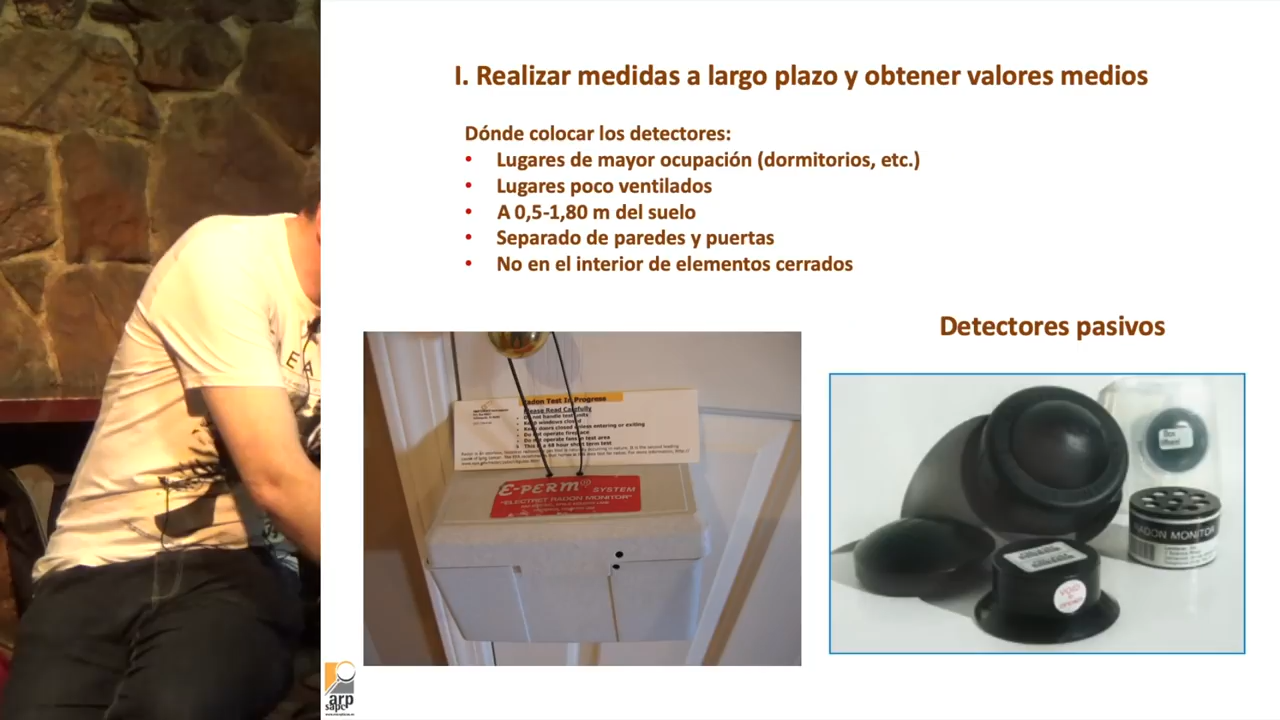 I. Realizar medidas a largo plazo y obtener valores medios
Dónde colocar los detectores:
• Lugares de mayor ocupación (dormitorios, etc.)
• Lugares poco ventilados
• A 0,5-1,80 m del suelo
• Separado de paredes y puertas
• No en el interior de elementos cerrados
Detectores pasivos
Radon Test In Progress
Please Read Carefully
E-PERM® SYSTEM
"ELECTRET RADON MONITOR"
RADON MONITOR
EA
arp
sapc